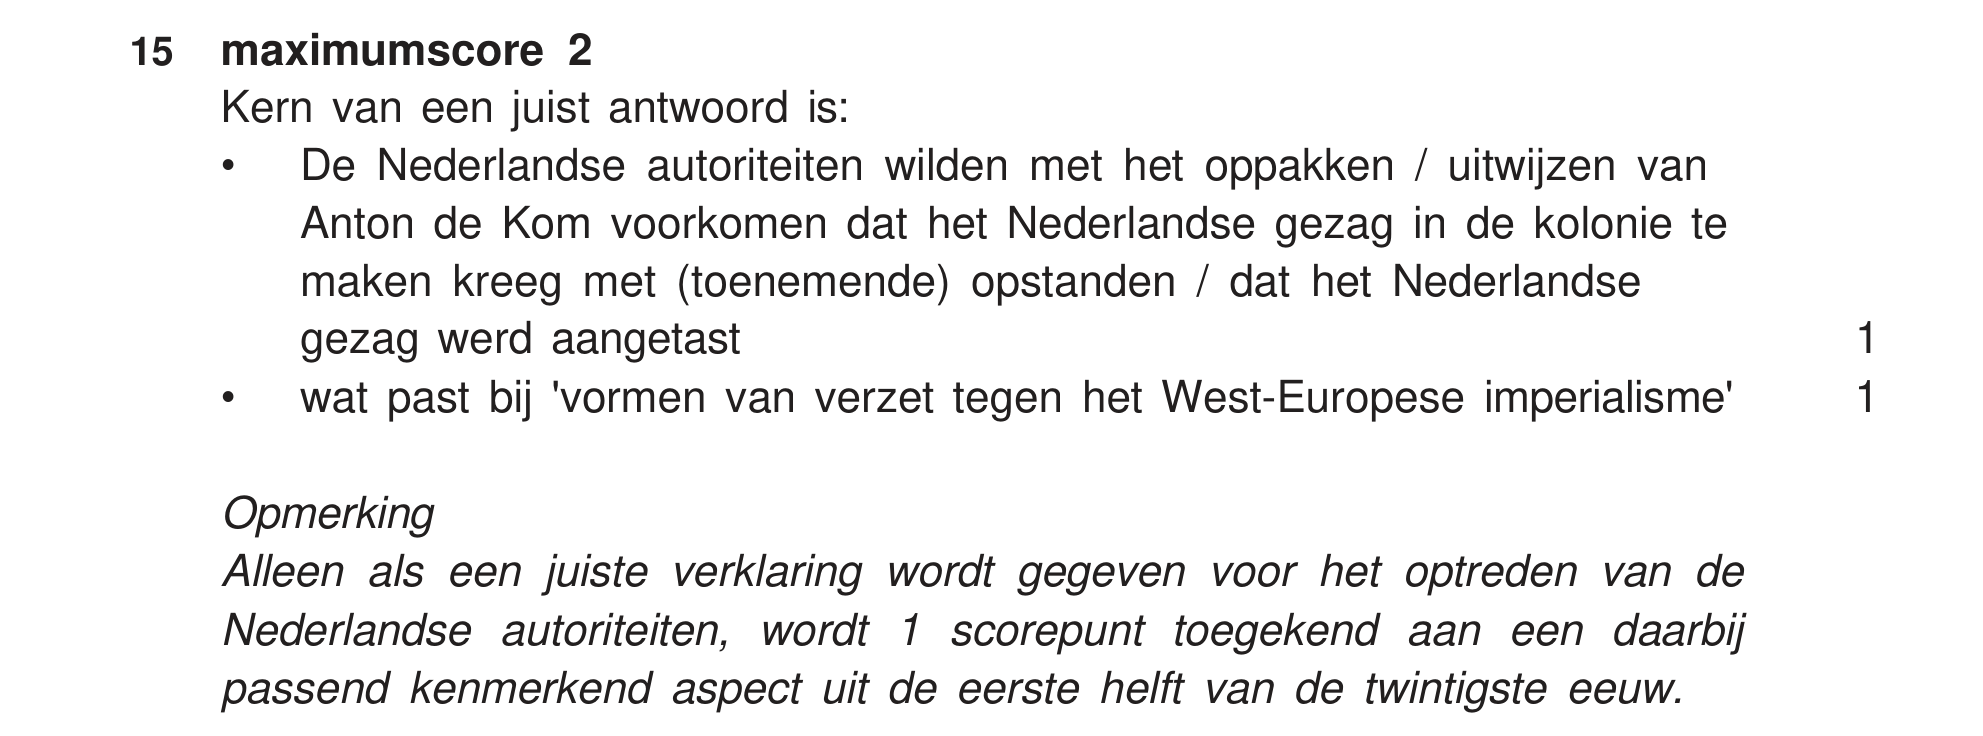 15 maximumscore 2
Kern van een juist antwoord is:
• De Nederlandse autoriteiten wilden met het oppakken / uitwijzen van
Anton de Kom voorkomen dat het Nederlandse gezag in de kolonie te
maken kreeg met (toenemende) opstanden / dat het Nederlandse
gezag werd aangetast 1
• wat past bij 'vormen van verzet tegen het West-Europese imperialisme' 1
Opmerking
Alleen als een juiste verklaring wordt gegeven voor het optreden van de
Nederlandse autoriteiten, wordt 1 scorepunt toegekend aan een daarbij
passend kenmerkend aspect uit de eerste helft van de twintigste eeuw.